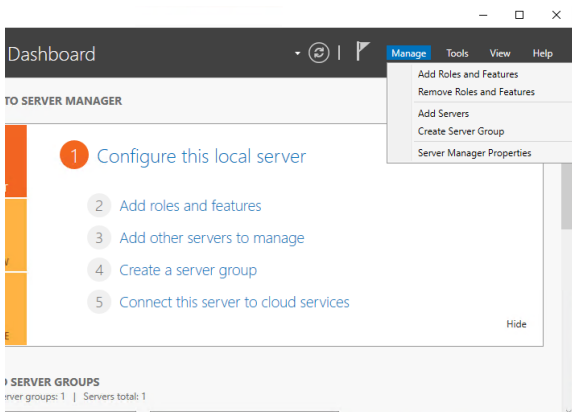 Dashboard
Manage Tools View Help
Add Roles and Features
Remove Roles and Features
Add Servers
Create Server Group
Server Manager Properties
TO SERVER MANAGER
1 Configure this local server
2 Add roles and features
3 Add other servers to manage
4 Create a server group
5 Connect this server to cloud services
Hide
SERVER GROUPS
erver groups: 1 | Servers total: 1